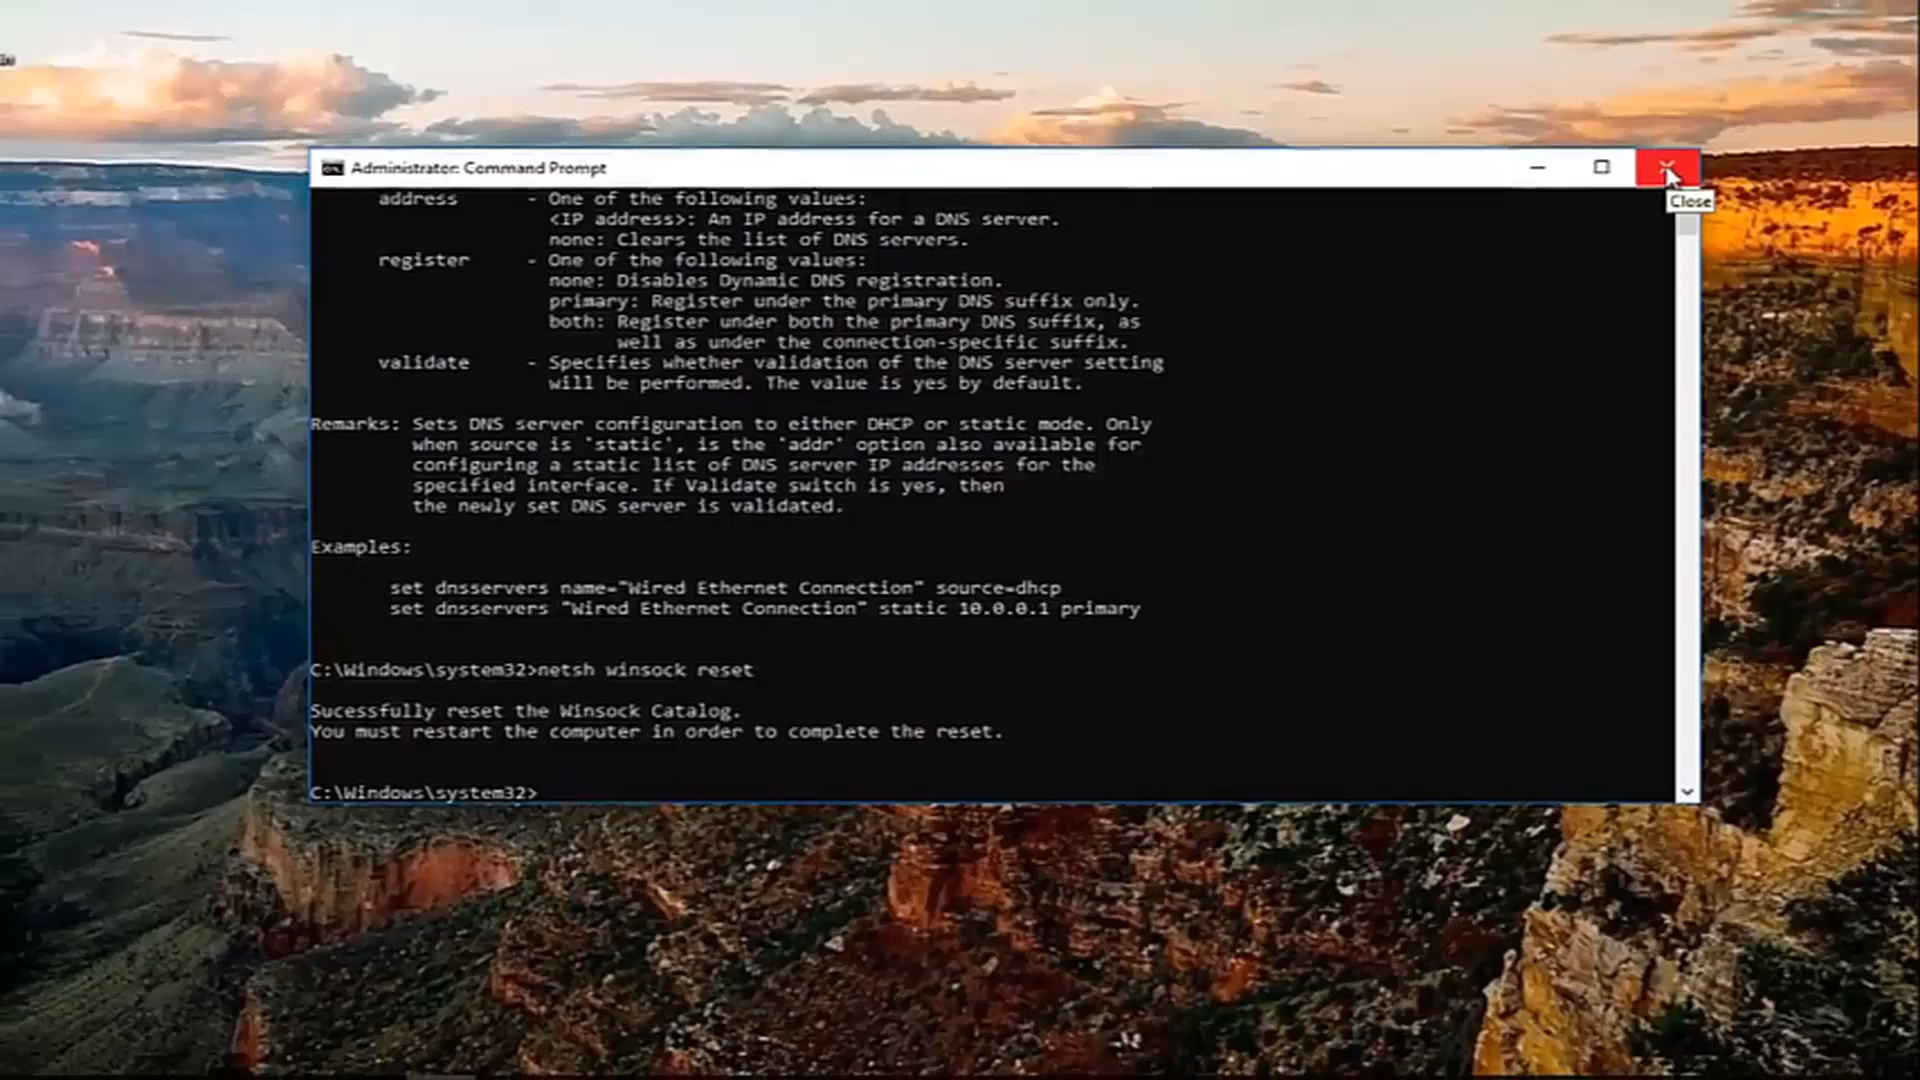 Administrator: Command Prompt
Close
address - One of the following values:
<IP address>: An IP address for a DNS server.
none: Clears the list of DNS servers.
register - One of the following values:
none: Disables Dynamic DNS registration.
primary: Register under the primary DNS suffix only.
both: Register under both the primary DNS suffix, as
well as under the connection-specific suffix.
validate - Specifies whether validation of the DNS server setting
will be performed. The value is yes by default.
Remarks: Sets DNS server configuration to either DHCP or static mode. Only
when source is 'static', is the 'addr' option also available for
configuring a static list of DNS server IP addresses for the
specified interface. If Validate switch is yes, then
the newly set DNS server is validated.
Examples:
set dnsservers name="Wired Ethernet Connection" source=dhcp
set dnsservers "Wired Ethernet Connection" static 10.0.0.1 primary
C:\Windows\system32>netsh winsock reset
Sucessfully reset the Winsock Catalog.
You must restart the computer in order to complete the reset.
C:\Windows\system32>